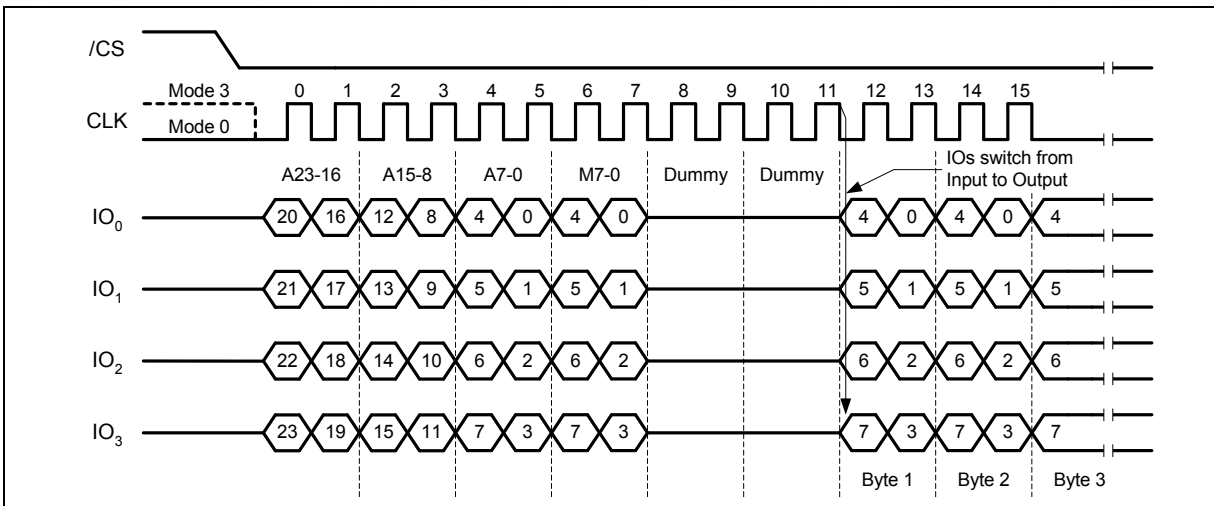 /CS
Mode 3 0 1 2 3 4 5 6 7 8 9 10 11 12 13 14 15
CLK
Mode 0
IOs switch from
Input to Output
A23-16 A15-8 A7-0 M7-0 Dummy Dummy
IO0 20 16 12 8 4 0 4 0 4 0 4 0 4
IO1 21 17 13 9 5 1 5 1 5 1 5 1 5
IO2 22 18 14 10 6 2 6 2 6 2 6 2 6
IO3 23 19 15 11 7 3 7 3 7 3 7 3 7
Byte 1 Byte 2 Byte 3